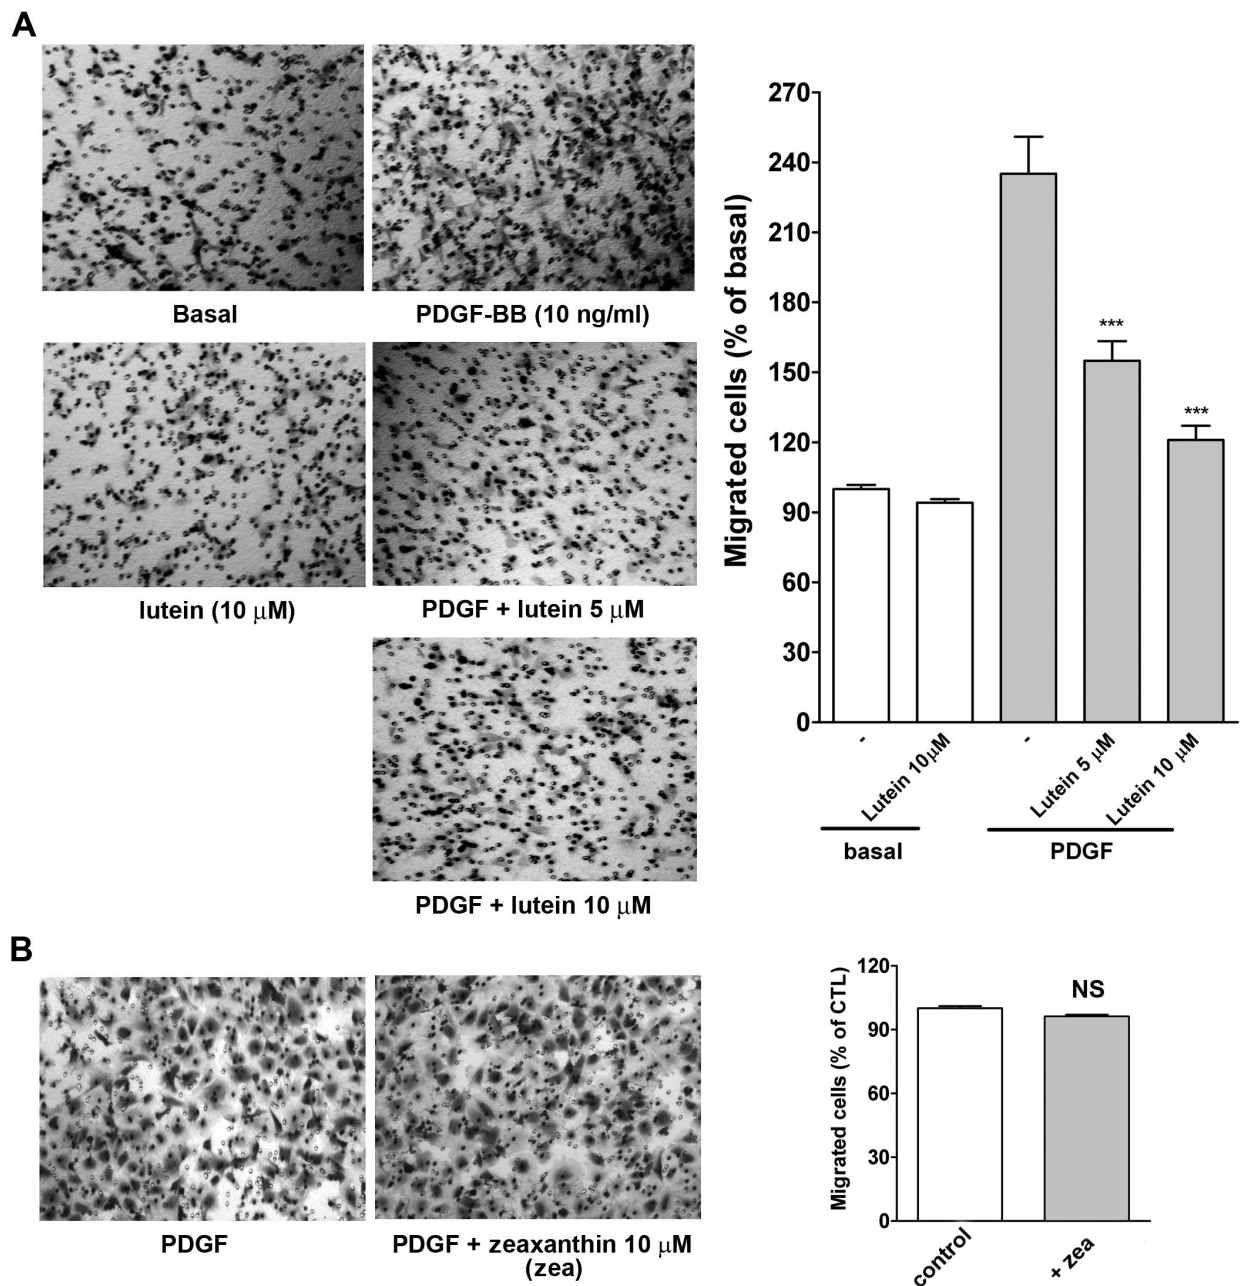 A
Basal
PDGF-BB (10 ng/ml)
lutein (10 μM)
PDGF + lutein 5 μM
PDGF + lutein 10 μM
Migrated cells (% of basal)
270
240
210
180
150
120
90
60
30
0
***
***
-
Lutein 10μM
-
Lutein 5 μM
Lutein 10 μM
basal
PDGF
B
PDGF
PDGF + zeaxanthin 10 μM
(zea)
Migrated cells (% of CTL)
120
90
60
30
0
NS
control
+ zea